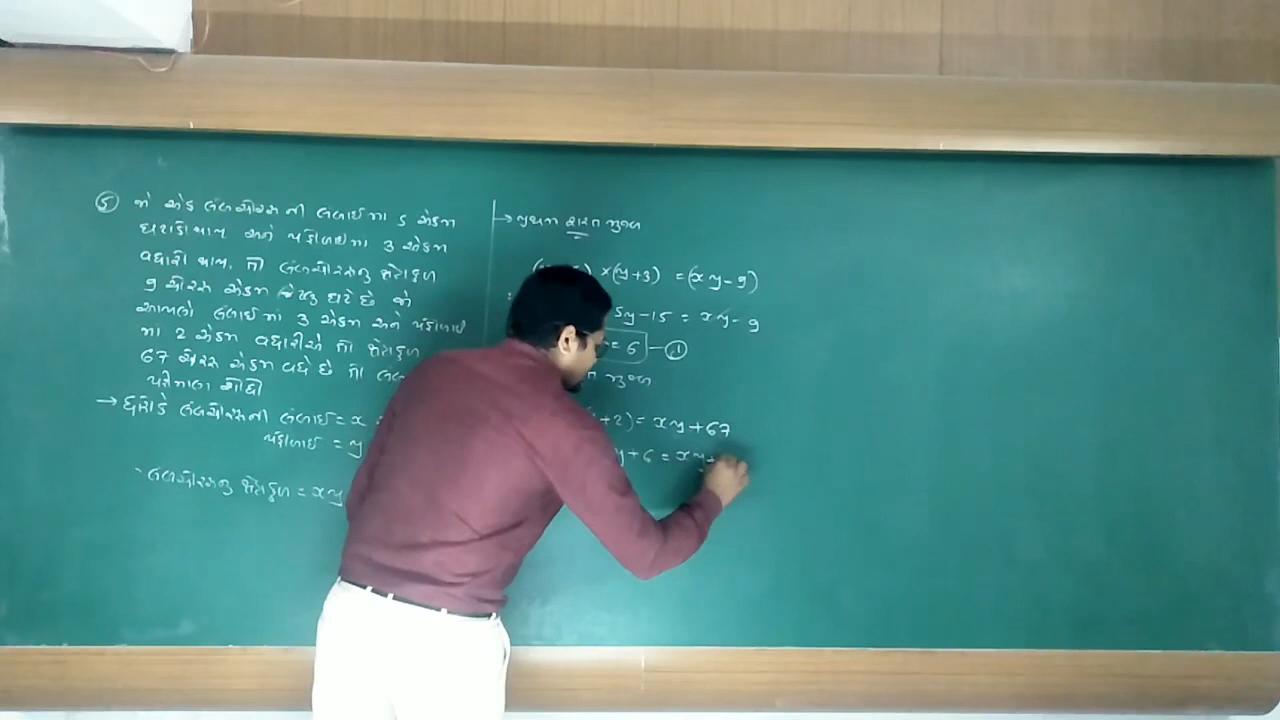 (5) જો એક લંબચોરસ ની લંબાઈમાં 5 એકમ
ઘટાડો થાય અને પહોળાઈમાં 3 એકમ
વધારો થાય, તો લંબચોરસનું ક્ષેત્રફળ
9 ચોરસ એકમ ઘટે છે જો
આપણે લંબાઈમાં 3 એકમ અને પહોળાઈ
માં 2 એકમ વધારીએ તો ક્ષેત્રફળ
67 ચોરસ એકમ વધે છે તો
પરિમાણ શોધો
→ ધારોકે લંબચોરસની લંબાઈ = x
પહોળાઈ = y
લંબચોરસનું ક્ષેત્રફળ = xy
→ પ્રથમ શરત મુજબ
× (y+3) = (xy - 9)
5y - 15 = xy - 9
= 6
મુજબ
+ 2) = xy + 67
y + 6 = xy